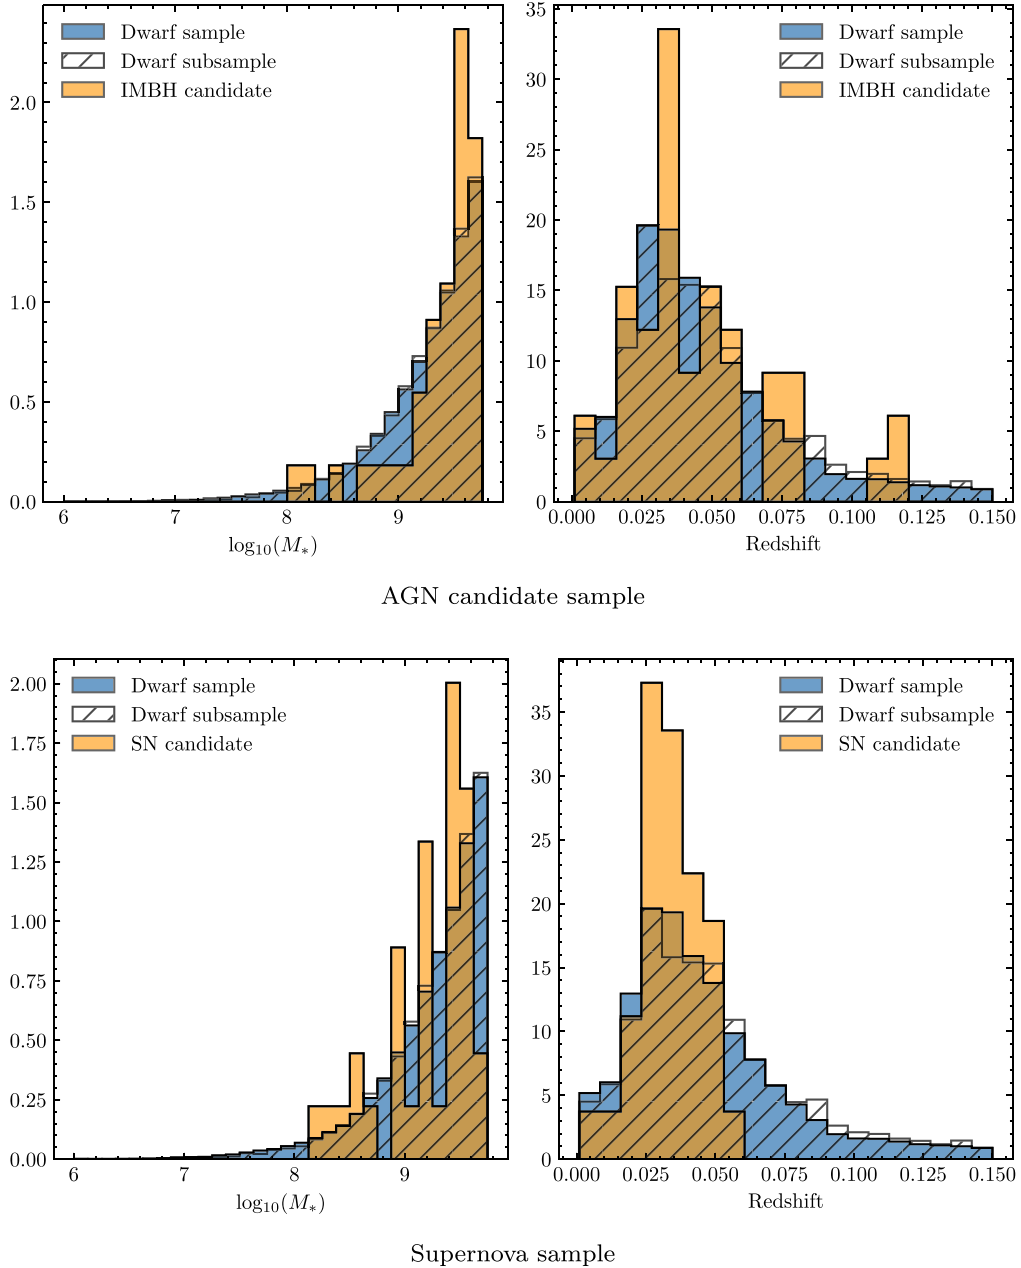 Dwarf sample
Dwarf subsample
IMBH candidate
2.0
1.5
1.0
0.5
0.0
6 7 8 9
log10(M*)
Dwarf sample
Dwarf subsample
IMBH candidate
35
30
25
20
15
10
5
0
0.000 0.025 0.050 0.075 0.100 0.125 0.150
Redshift
AGN candidate sample
Dwarf sample
Dwarf subsample
SN candidate
2.00
1.75
1.50
1.25
1.00
0.75
0.50
0.25
0.00
6 7 8 9
log10(M*)
Dwarf sample
Dwarf subsample
SN candidate
35
30
25
20
15
10
5
0
0.000 0.025 0.050 0.075 0.100 0.125 0.150
Redshift
Supernova sample